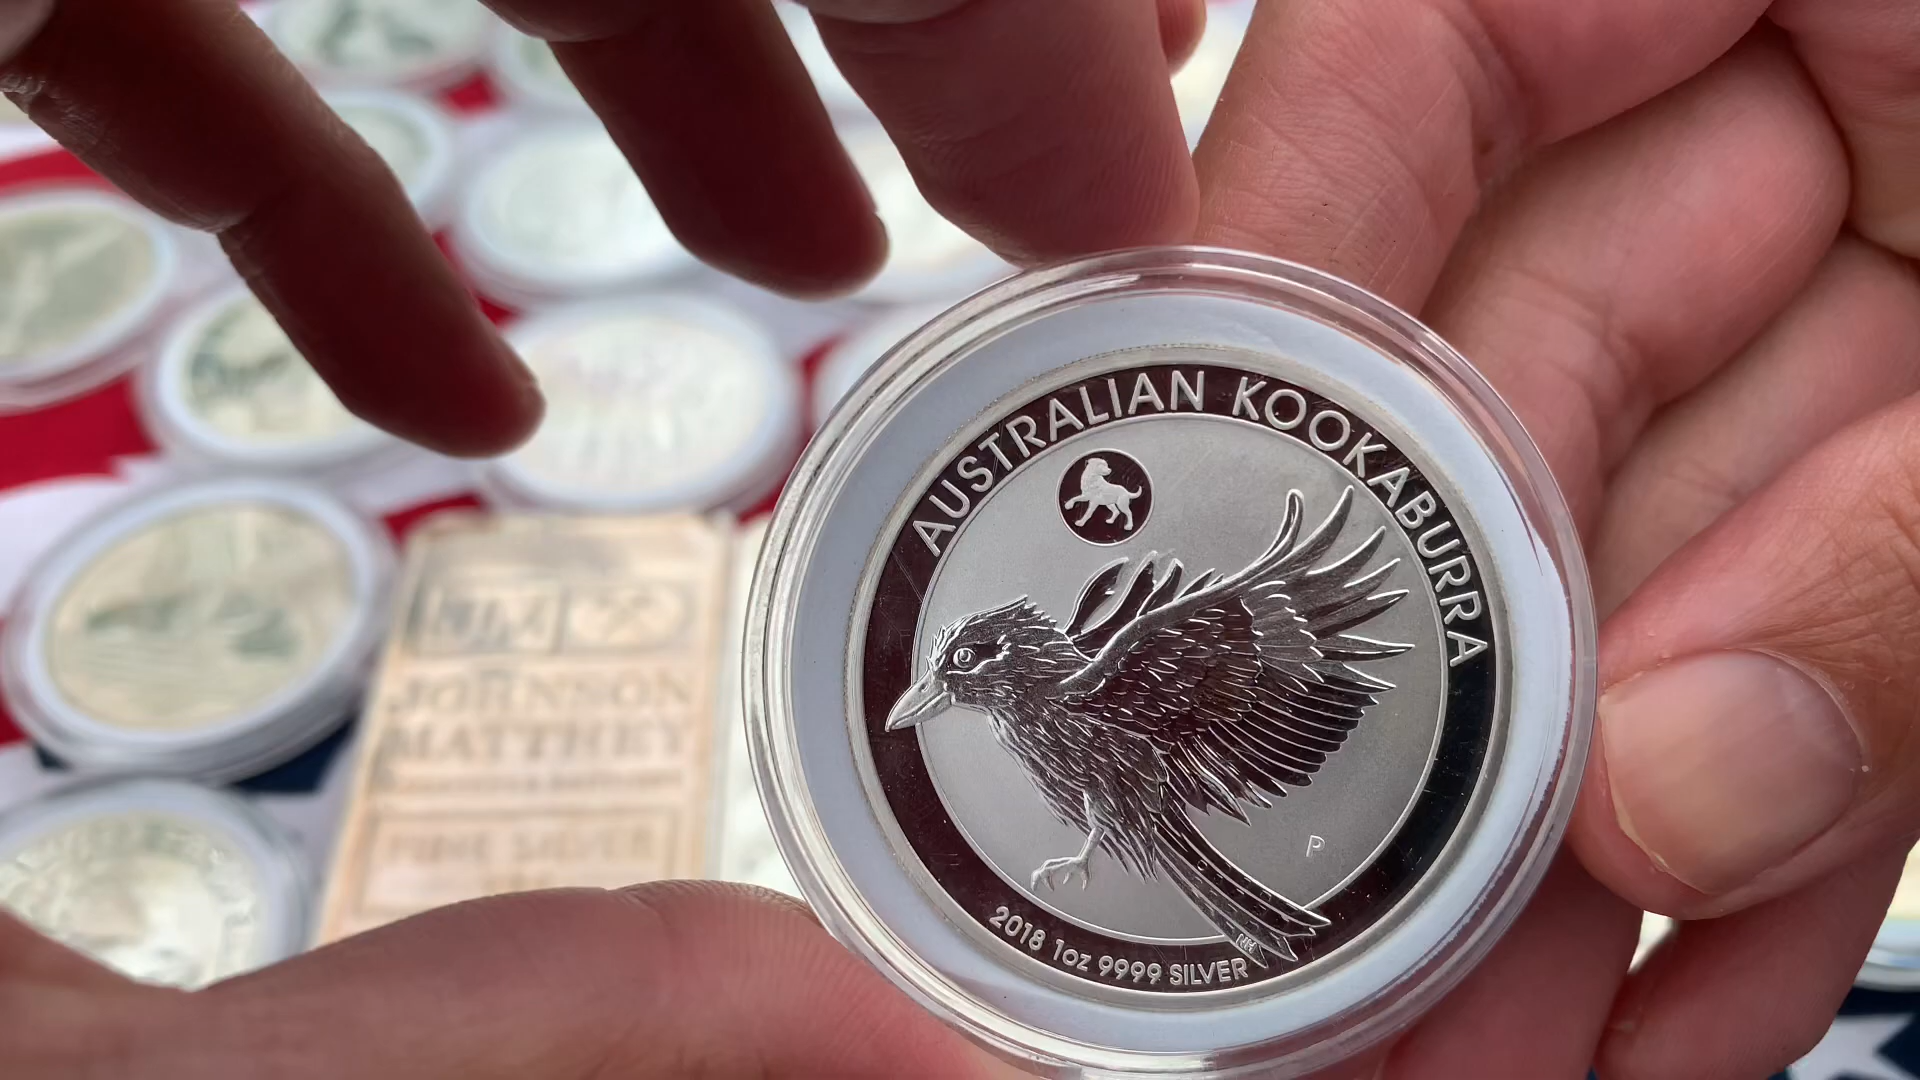 AUSTRALIAN KOOKABURRA
P
2018 1oz 9999 SILVER
JOHNSON
MATTHEY
FINE SILVER